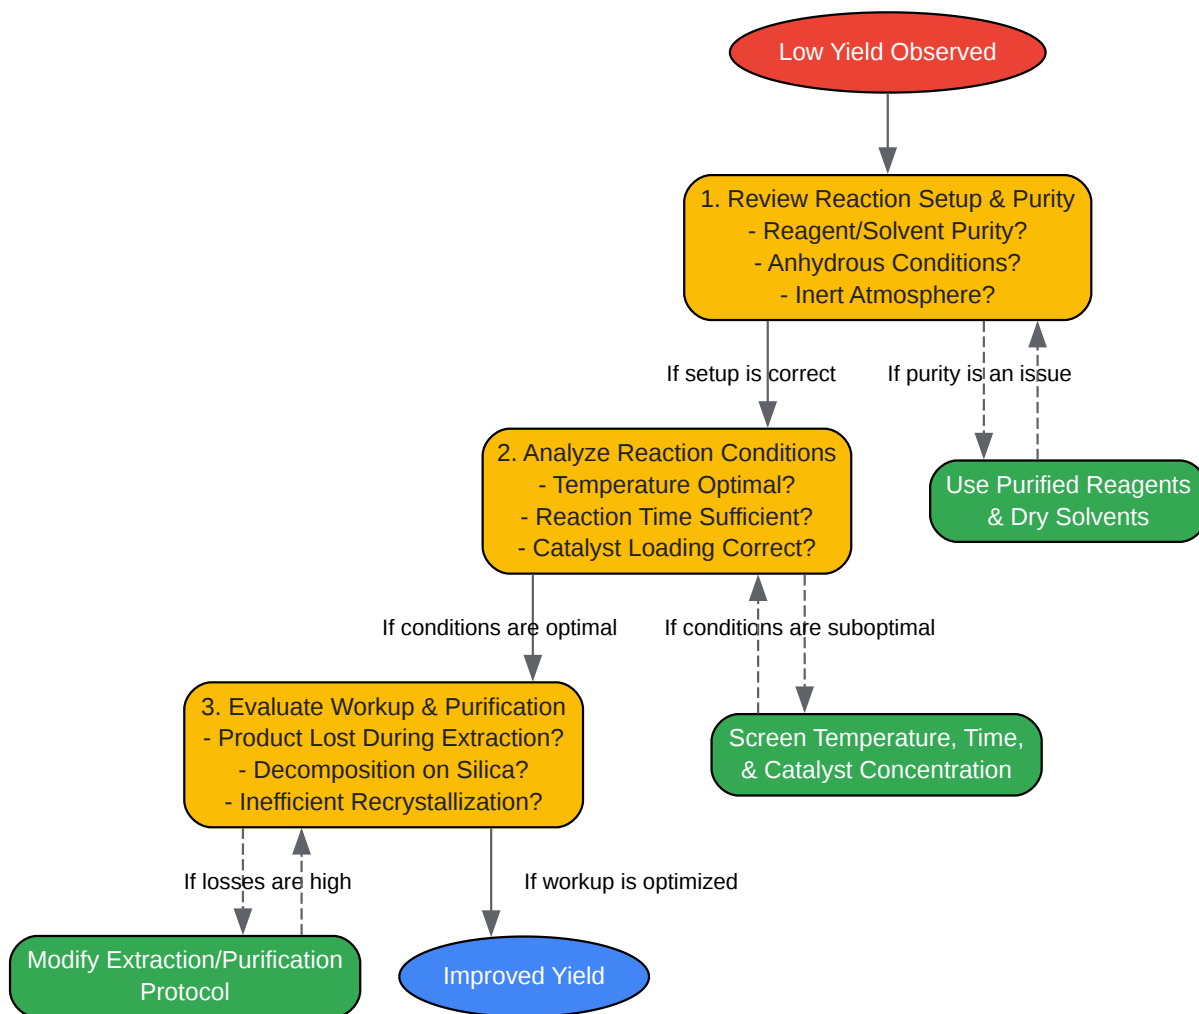 Low Yield Observed
1. Review Reaction Setup & Purity
- Reagent/Solvent Purity?
- Anhydrous Conditions?
- Inert Atmosphere?
If setup is correct
If purity is an issue
2. Analyze Reaction Conditions
- Temperature Optimal?
- Reaction Time Sufficient?
- Catalyst Loading Correct?
Use Purified Reagents
& Dry Solvents
If conditions are optimal
If conditions are suboptimal
3. Evaluate Workup & Purification
- Product Lost During Extraction?
- Decomposition on Silica?
- Inefficient Recrystallization?
Screen Temperature, Time,
& Catalyst Concentration
If losses are high
If workup is optimized
Modify Extraction/Purification
Protocol
Improved Yield